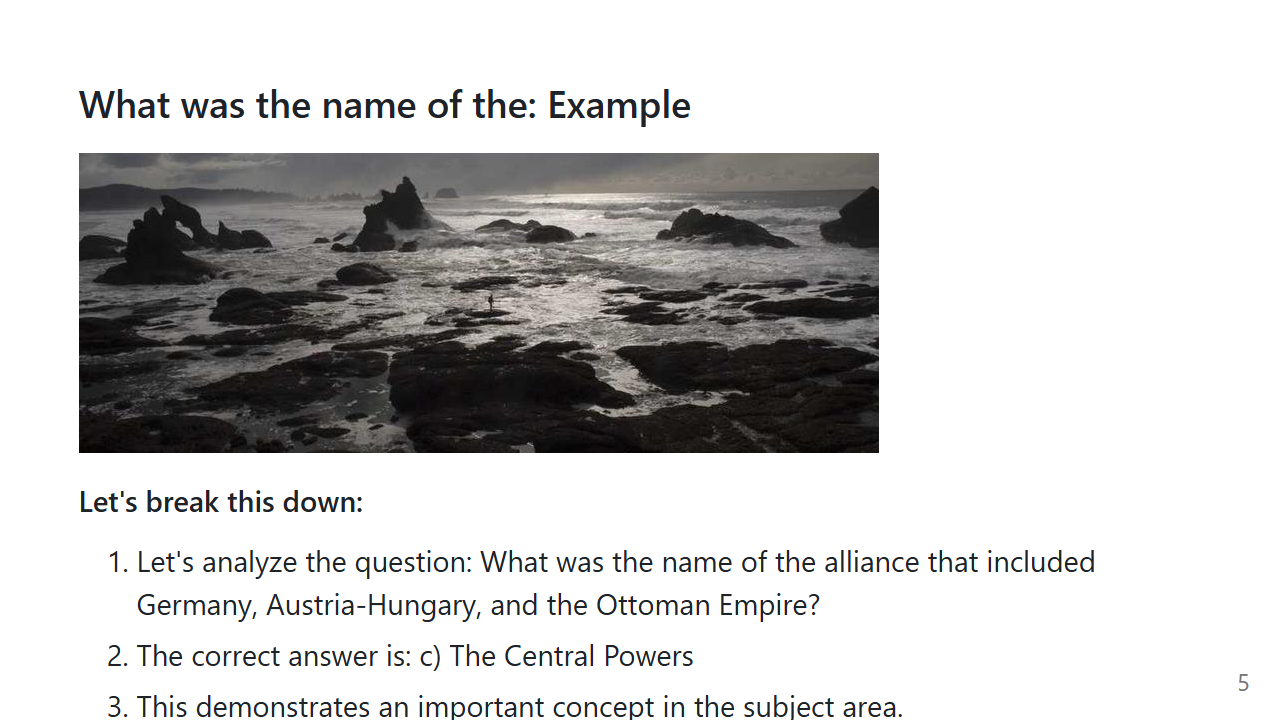 What was the name of the: Example
Let's break this down:
1. Let's analyze the question: What was the name of the alliance that included
Germany, Austria-Hungary, and the Ottoman Empire?
2. The correct answer is: c) The Central Powers
3. This demonstrates an important concept in the subject area.
5